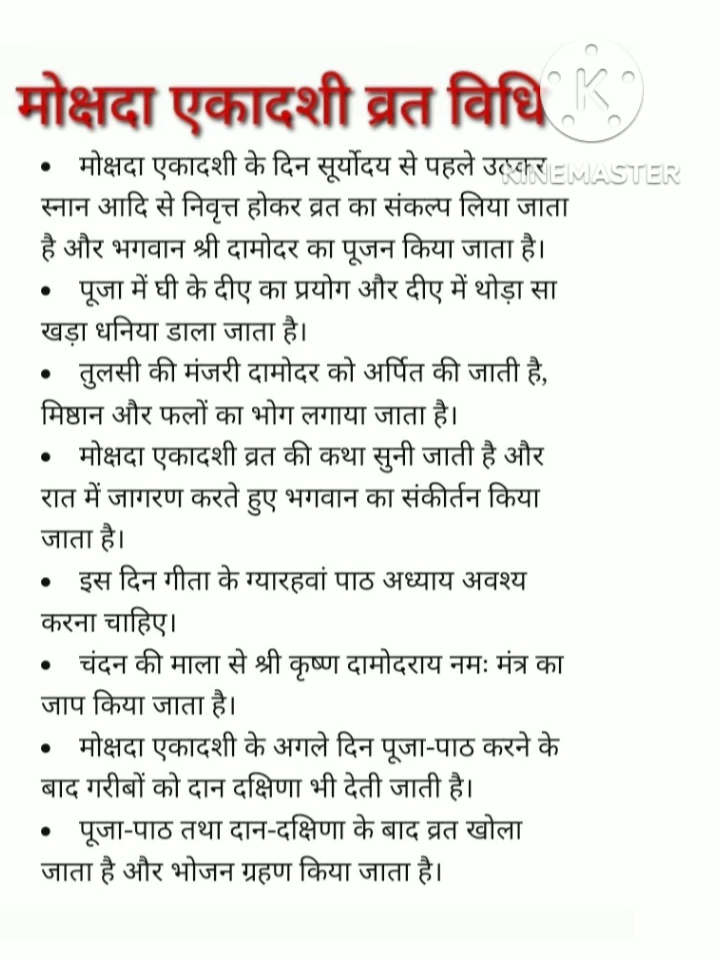 मोक्षदा एकादशी व्रत विधि
K
KINEMASTER
• मोक्षदा एकादशी के दिन सूर्योदय से पहले उठकर
स्नान आदि से निवृत्त होकर व्रत का संकल्प लिया जाता
है और भगवान श्री दामोदर का पूजन किया जाता है।
• पूजा में घी के दीए का प्रयोग और दीए में थोड़ा सा
खड़ा धनिया डाला जाता है।
• तुलसी की मंजरी दामोदर को अर्पित की जाती है,
मिष्ठान और फलों का भोग लगाया जाता है।
• मोक्षदा एकादशी व्रत की कथा सुनी जाती है और
रात में जागरण करते हुए भगवान का संकीर्तन किया
जाता है।
• इस दिन गीता के ग्यारहवां पाठ अध्याय अवश्य
करना चाहिए।
• चंदन की माला से श्री कृष्ण दामोदराय नमः मंत्र का
जाप किया जाता है।
• मोक्षदा एकादशी के अगले दिन पूजा-पाठ करने के
बाद गरीबों को दान दक्षिणा भी देती जाती है।
• पूजा-पाठ तथा दान-दक्षिणा के बाद व्रत खोला
जाता है और भोजन ग्रहण किया जाता है।